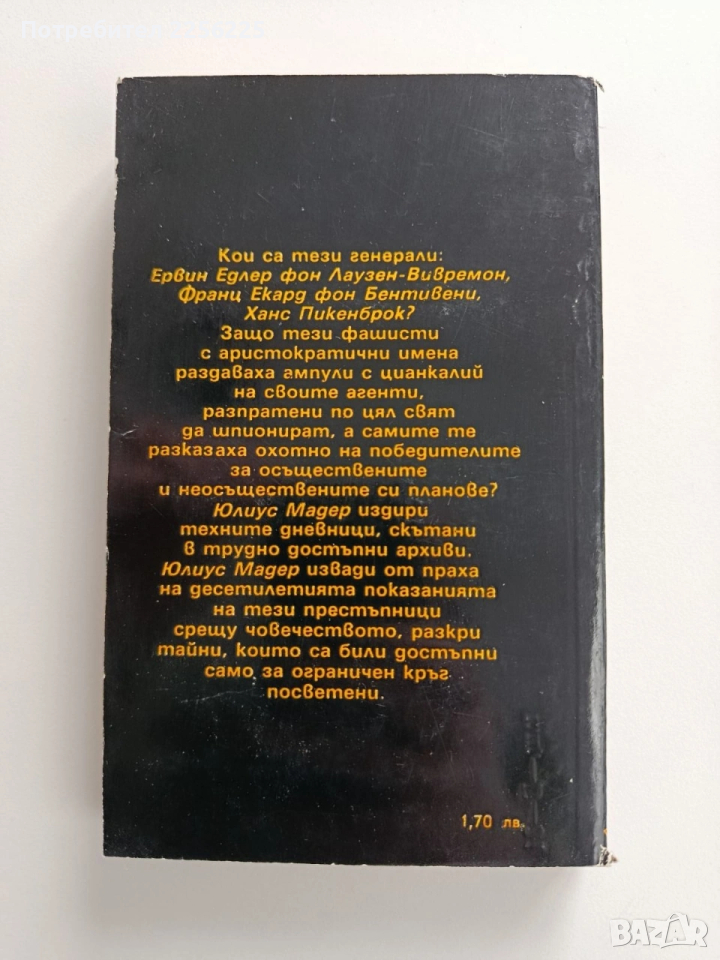 Кои са тези генерали:
Ервин Едлер фон Лаузен-Вивремон,
Франц Екард фон Бентивени,
Ханс Пикенброк?
Защо тези фашисти
с аристократични имена
раздаваха ампули с цианкалий
на своите агенти,
разпратени по цял свят
да шпионират, а самите те
разказаха охотно на победителите
за осъществените
и неосъществените си планове?
Юлиус Мадер издири
техните дневници, скътани
в трудно достъпни архиви.
Юлиус Мадер извади от праха
на десетилетията показанията
на тези престъпници
срещу човечеството, разкри
тайни, които са били достъпни
само за ограничен кръг
посветени.
1,70 лв.
BAZAR